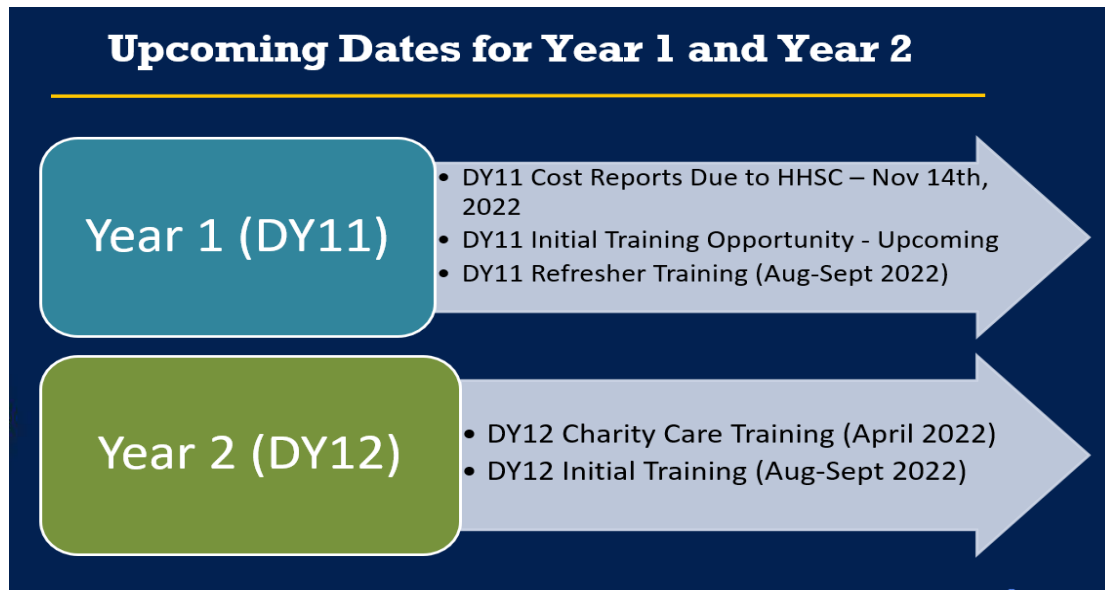 Upcoming Dates for Year 1 and Year 2
Year 1 (DY11)
• DY11 Cost Reports Due to HHSC – Nov 14th,
2022
• DY11 Initial Training Opportunity - Upcoming
• DY11 Refresher Training (Aug-Sept 2022)
Year 2 (DY12)
• DY12 Charity Care Training (April 2022)
• DY12 Initial Training (Aug-Sept 2022)